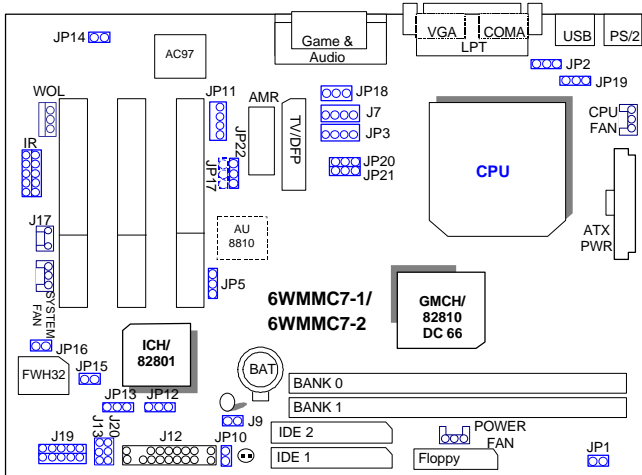 JP14
AC97
Game &
Audio
VGA
COMA
LPT
USB
PS/2
JP2
JP19
WOL
JP11
AMR
TV/DFP
JP18
J7
JP3
CPU
FAN
IR
JP22
JP17
JP20
JP21
CPU
J17
AU
8810
ATX
PWR
SYSTEM
FAN
JP5
6WMMC7-1/
6WMMC7-2
GMCH/
82810
DC 66
JP16
ICH/
82801
FWH32
JP15
BAT
BANK 0
JP13
JP12
BANK 1
J9
J19
J13
J20
J12
JP10
IDE 2
POWER
FAN
IDE 1
Floppy
JP1